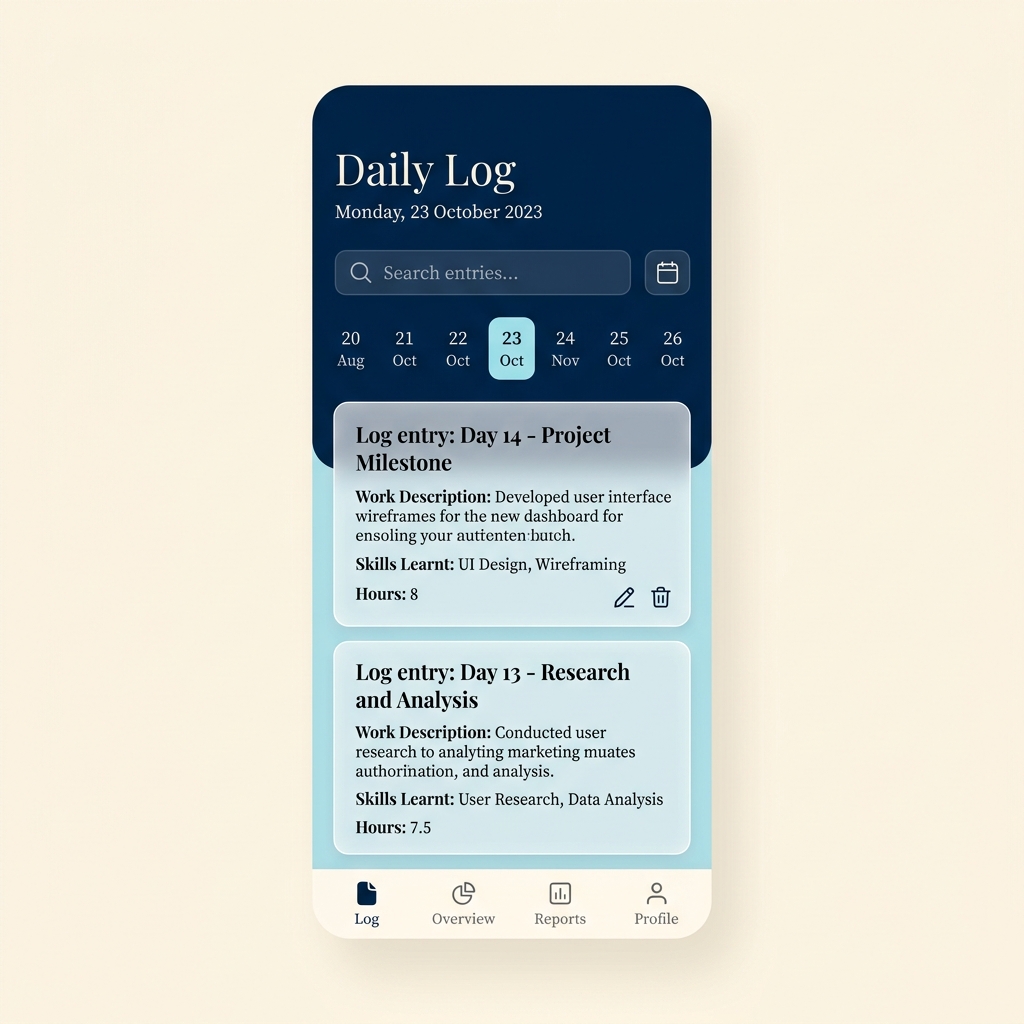 Daily Log
Monday, 23 October 2023
Search entries...
20 21 22 23 24 25 26
Aug Oct Oct Oct Nov Oct Oct
Log entry: Day 14 - Project
Milestone
Work Description: Developed user interface
wireframes for the new dashboard for
ensoling your
Skills Learnt: UI Design, Wireframing
Hours: 8
Log entry: Day 13 - Research
and Analysis
Work Description: Conducted user
research to analyting marketing muates
authorination, and analysis.
Skills Learnt: User Research, Data Analysis
Hours: 7.5
Log Overview Reports Profile